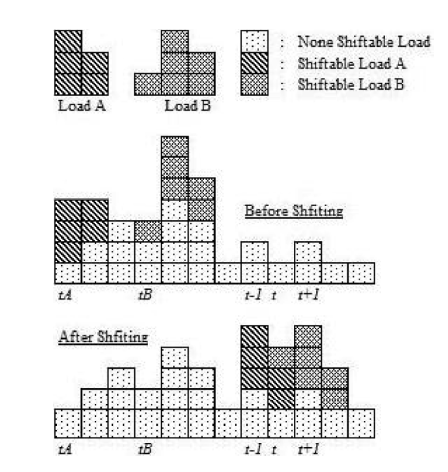 : None Shiftable Load
: Shiftable Load A
: Shiftable Load B
Load A Load B
Before Shfiting
tA tB t-1 t t+1
After Shfiting
tA tB t-1 t t+1